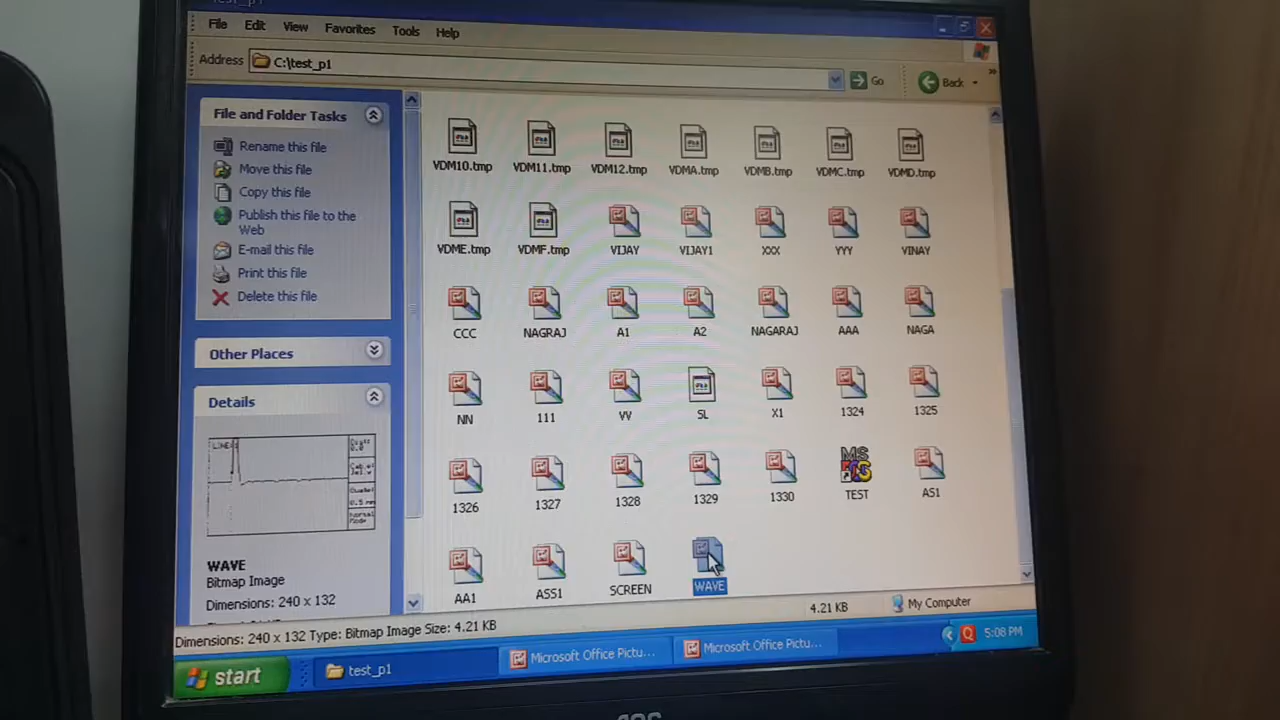 File Edit View Favorites Tools Help
Address C:\test_p1 Go Back
File and Folder Tasks
Rename this file
Move this file
Copy this file
Publish this file to the
Web
E-mail this file
Print this file
Delete this file
Other Places
Details
WAVE
Bitmap Image
Dimensions: 240 x 132
VDM10.tmp VDM11.tmp VDM12.tmp VDMA.tmp VDMB.tmp VDMC.tmp VDMD.tmp
VDME.tmp VDMF.tmp VIJAY VIJAY1 XXX YYY VINAY
CCC NAGRAJ A1 A2 NAGARAJ AAA NAGA
NN 111 VV SL X1 1324 1325
1326 1327 1328 1329 1330 TEST AS1
AA1 ASS1 SCREEN WAVE
Dimensions: 240 x 132 Type: Bitmap Image Size: 4.21 KB 4.21 KB My Computer
start test_p1 Microsoft Office Pictu... Microsoft Office Pictu... 5:08 PM